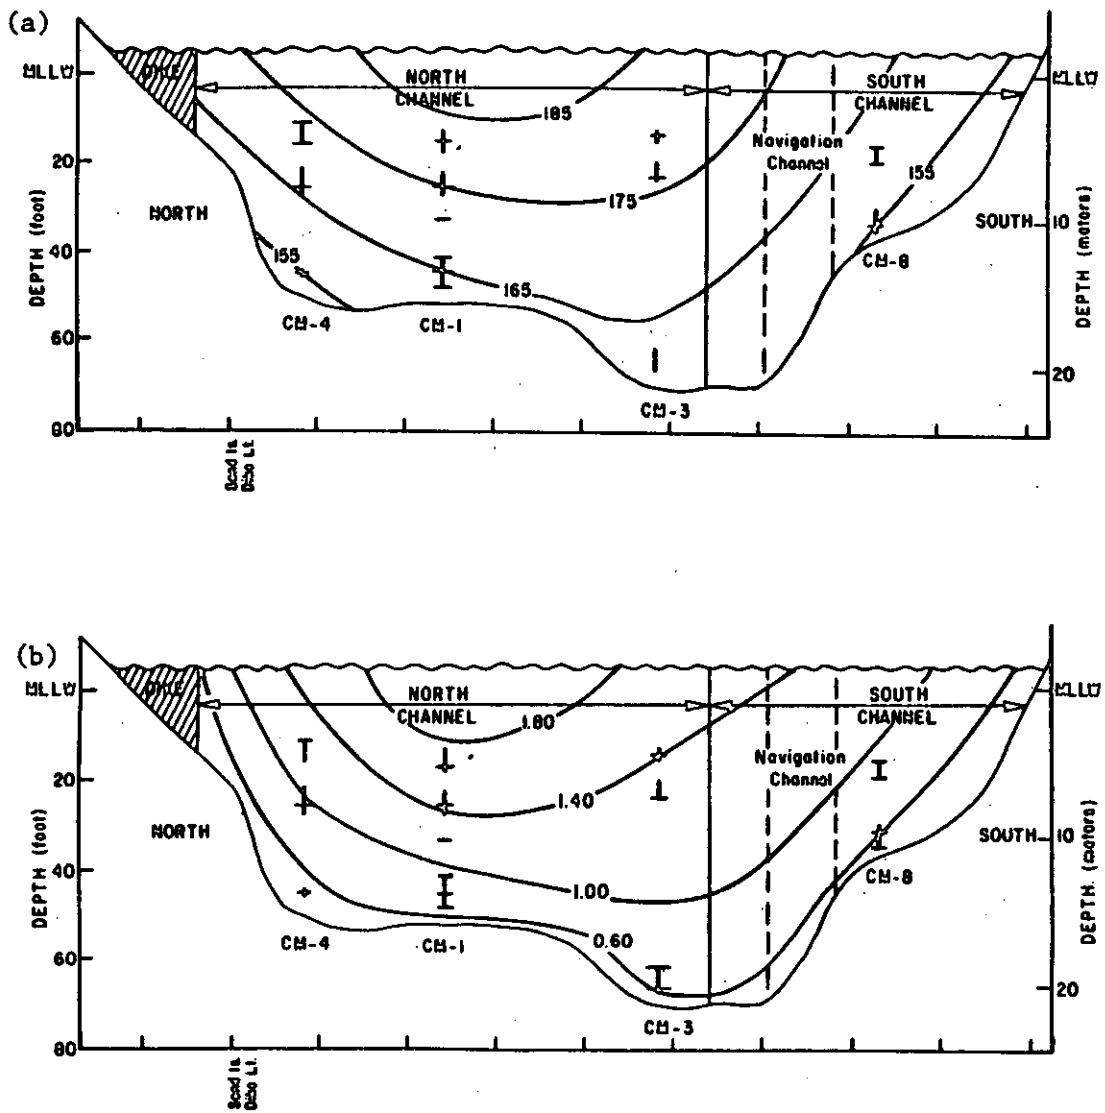 (a)
MLLW
DIKE
NORTH
CHANNEL
SOUTH
CHANNEL
MLLW
185
Navigation
Channel
20
NORTH
175
155
SOUTH
10
DEPTH (feet)
40
155
165
CM-8
DEPTH (meters)
CM-4
CM-1
60
20
CM-3
80
(b)
MLLW
DIKE
NORTH
CHANNEL
SOUTH
CHANNEL
MLLW
1.80
Navigation
Channel
20
1.40
NORTH
SOUTH
10
DEPTH (feet)
40
1.00
CM-8
DEPTH (meters)
CM-4
CM-1
0.60
60
20
CM-3
80